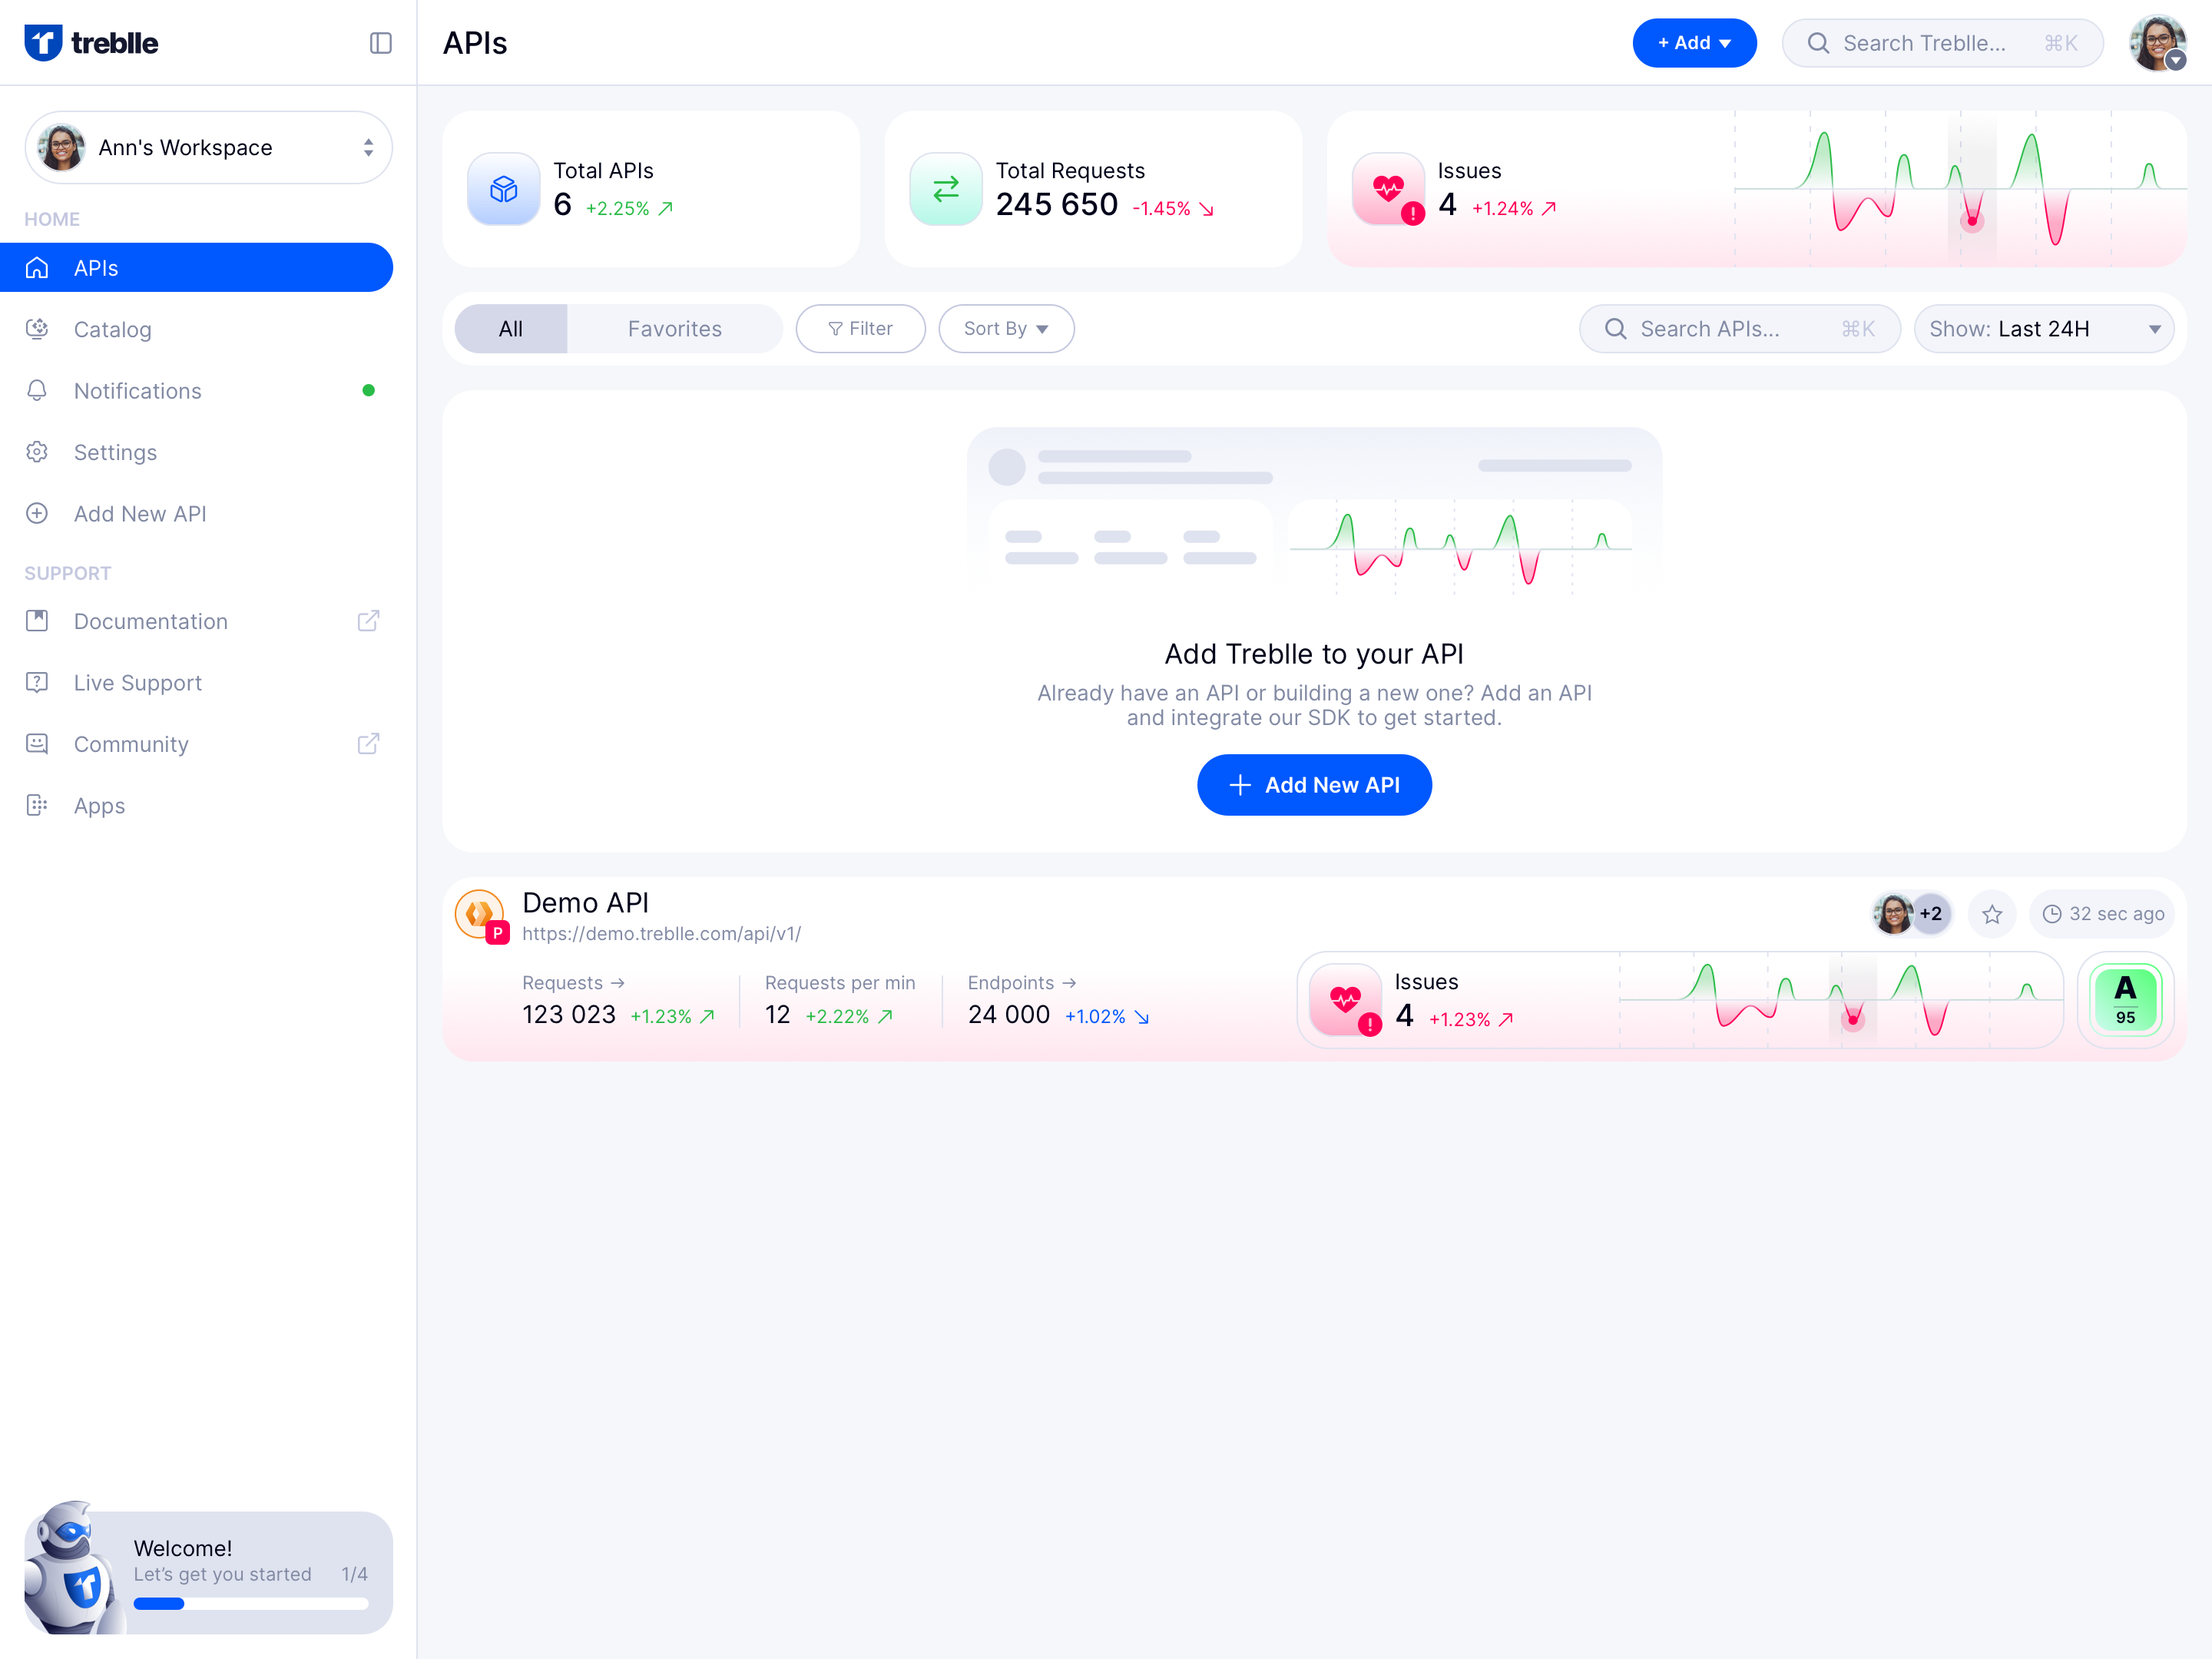 treblle
APIs
+ Add
Search Treblle...
⌘K
Ann's Workspace
HOME
APIs
Catalog
Notifications
Settings
Add New API
SUPPORT
Documentation
Live Support
Community
Apps
Welcome!
Let's get you started 1/4
Total APIs
6 +2.25%
Total Requests
245 650 -1.45%
Issues
4 +1.24%
All
Favorites
Filter
Sort By
Search APIs...
⌘K
Show: Last 24H
Add Treblle to your API
Already have an API or building a new one? Add an API
and integrate our SDK to get started.
Add New API
P
Demo API
https://demo.treblle.com/api/v1/
+2
32 sec ago
Requests →
123 023 +1.23%
Requests per min
12 +2.22%
Endpoints →
24 000 +1.02%
Issues
4 +1.23%
A
95